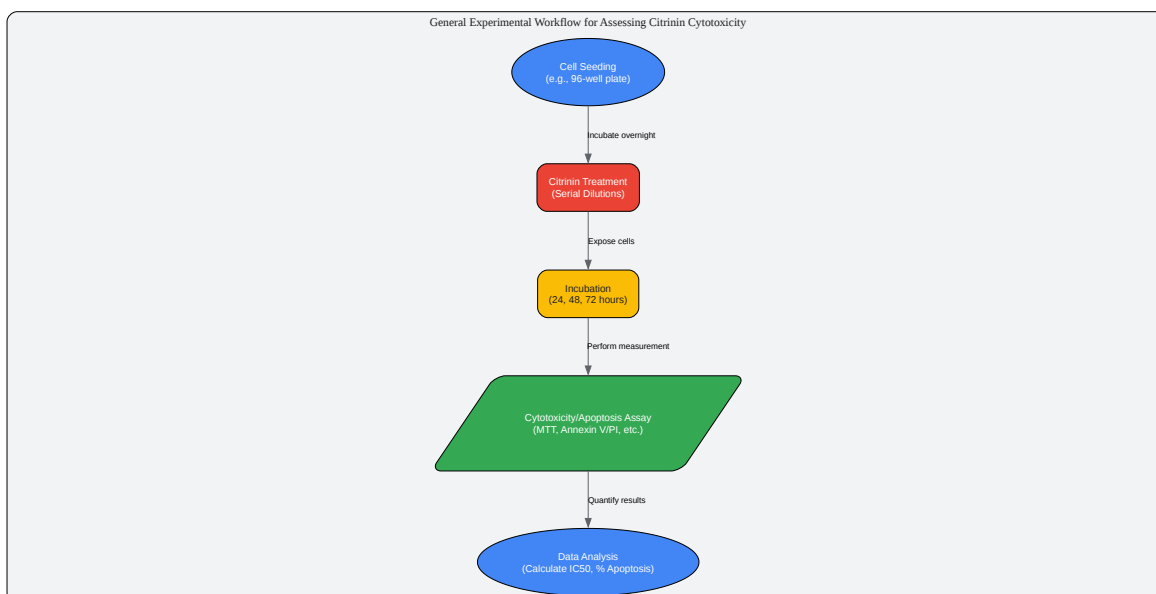 General Experimental Workflow for Assessing Citrinin Cytotoxicity
Cell Seeding
(e.g., 96-well plate)
Incubate overnight
Citrinin Treatment
(Serial Dilutions)
Expose cells
Incubation
(24, 48, 72 hours)
Perform measurement
Cytotoxicity/Apoptosis Assay
(MTT, Annexin V/PI, etc.)
Quantify results
Data Analysis
(Calculate IC50, % Apoptosis)